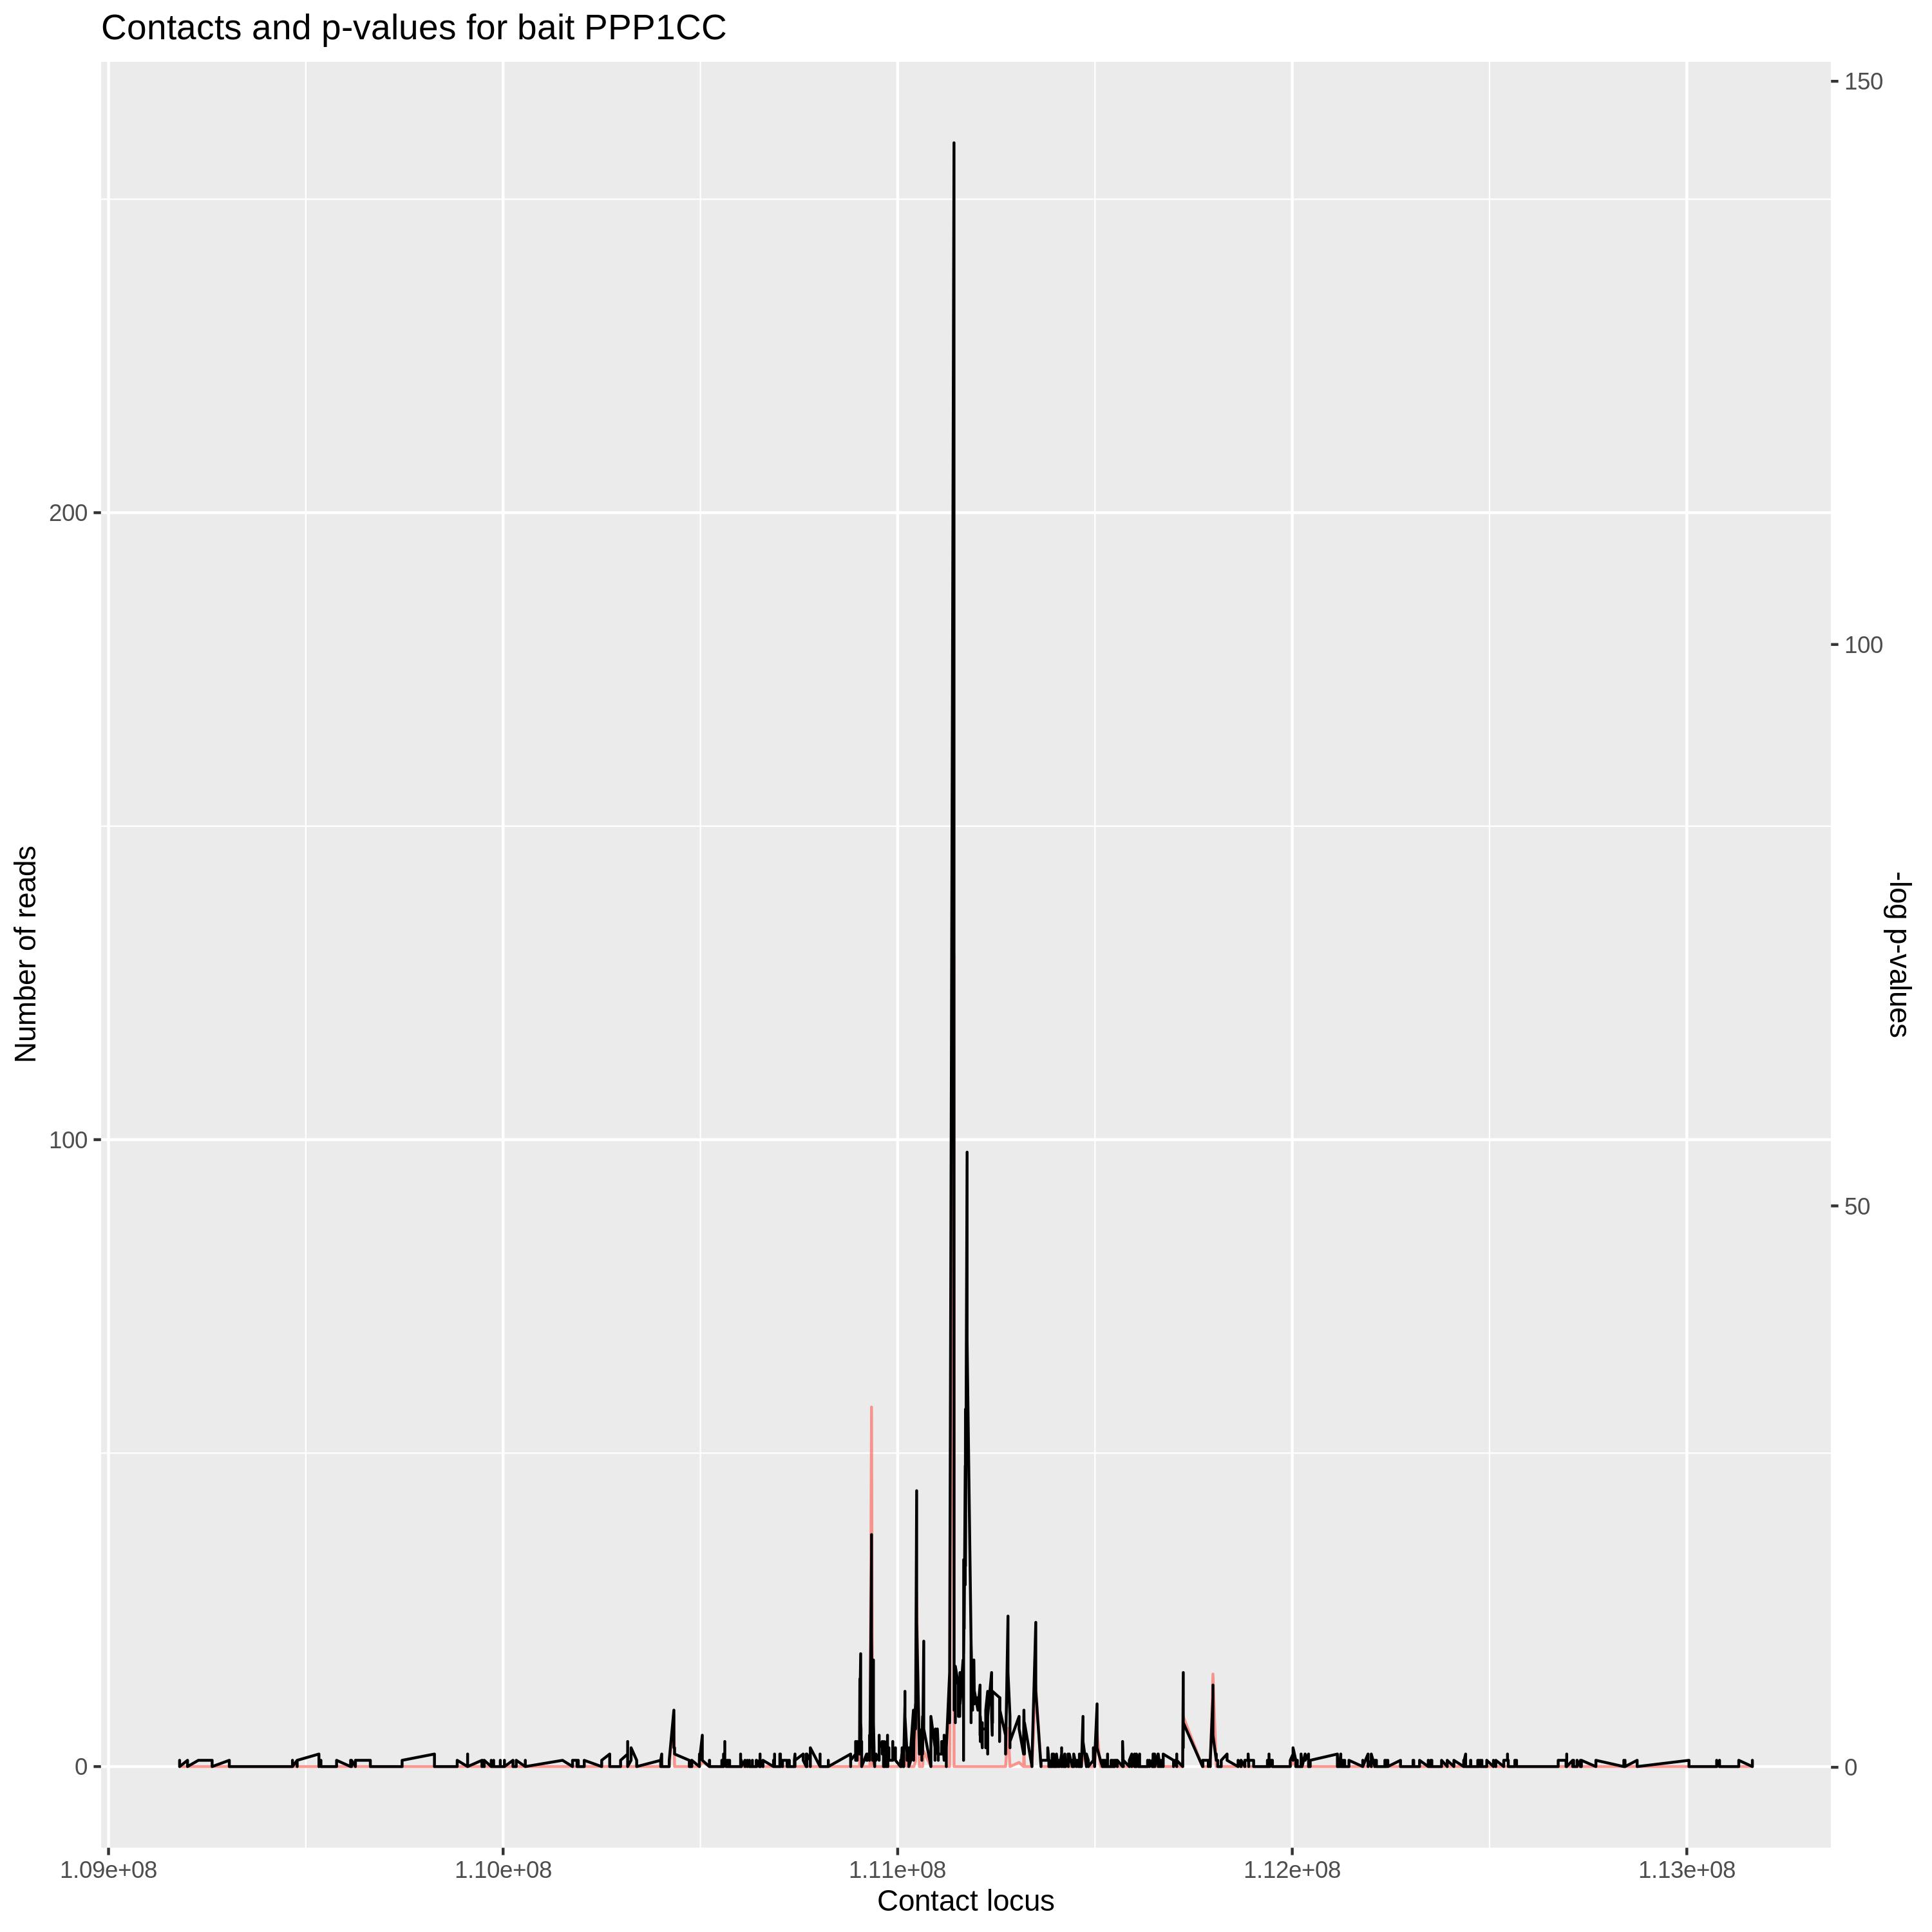 Contacts and p-values for bait PPP1CC
150
200
100
100
50
0
0
Number of reads
-log p-values
1.09e+08 1.10e+08 1.11e+08 1.12e+08 1.13e+08
Contact locus